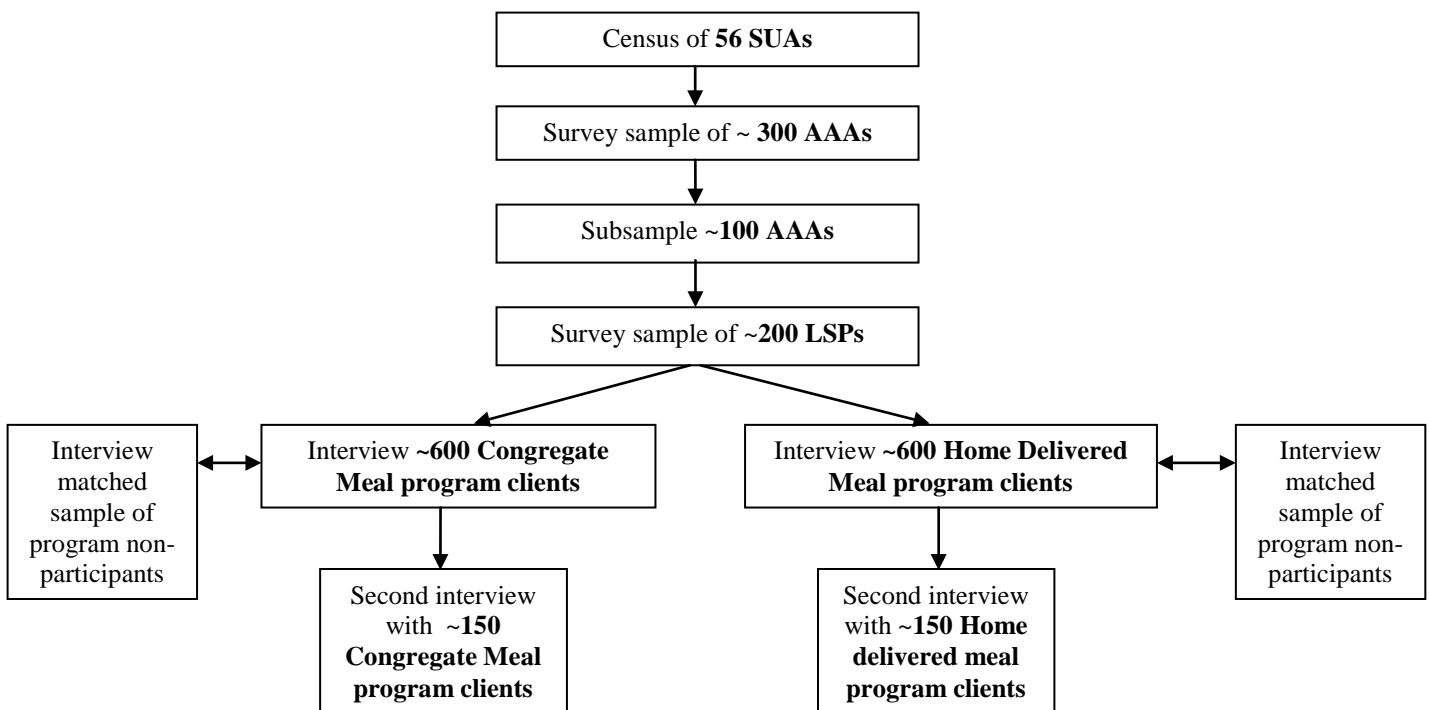 Census of 56 SUAs
Survey sample of ~ 300 AAAs
Subsample ~100 AAAs
Survey sample of ~200 LSPs
Interview
matched
sample of
program non-
participants
Interview ~600 Congregate
Meal program clients
Interview ~600 Home Delivered
Meal program clients
Interview
matched
sample of
program non-
participants
Second interview
with ~150
Congregate Meal
program clients
Second interview
with ~150 Home
delivered meal
program clients